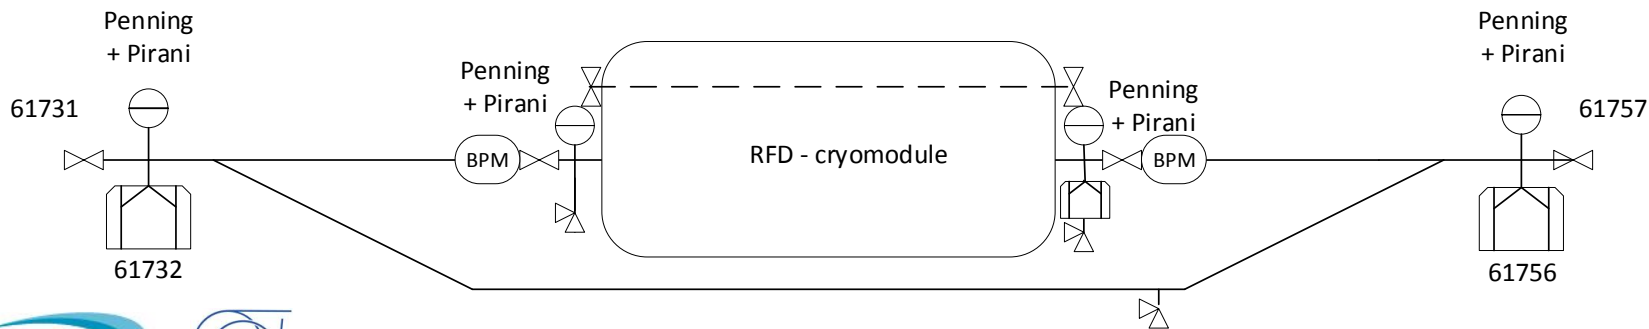 Penning
+ Pirani
61731
61732
BPM
Penning
+ Pirani
RFD - cryomodule
Penning
+ Pirani
BPM
Penning
+ Pirani
61757
61756